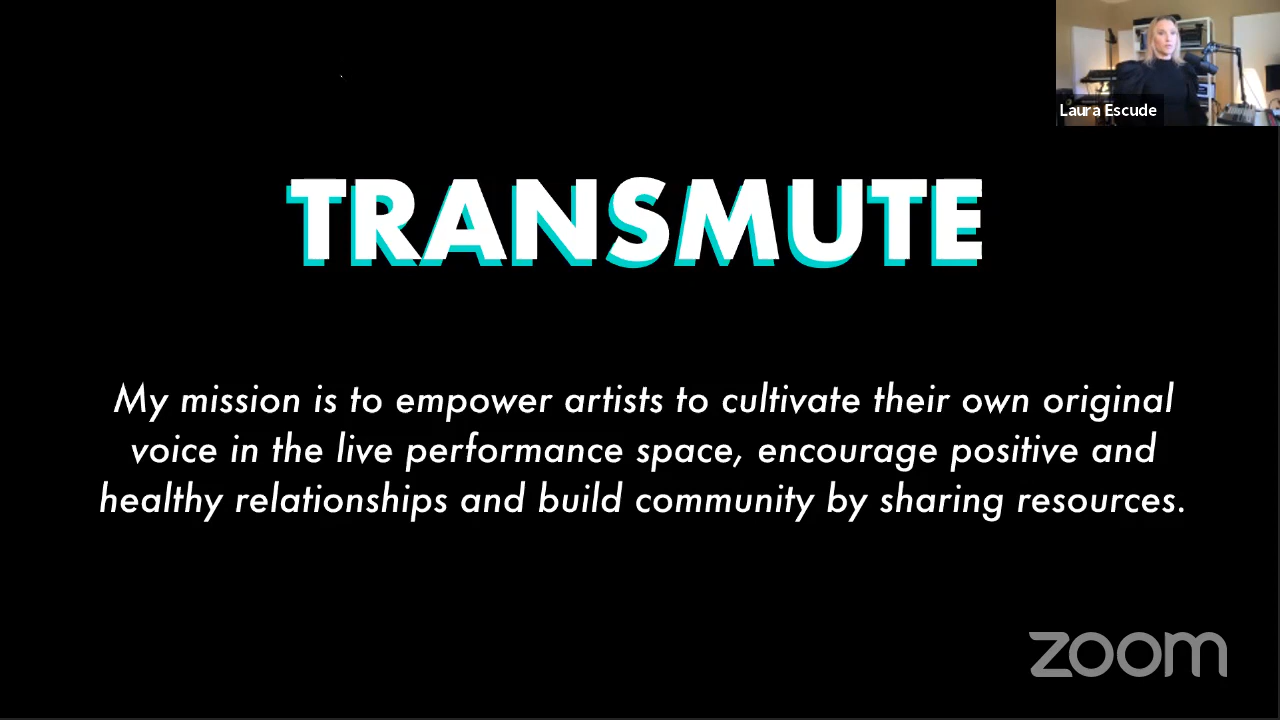 Laura Escude
TRANSMUTE
My mission is to empower artists to cultivate their own original
voice in the live performance space, encourage positive and
healthy relationships and build community by sharing resources.
zoom